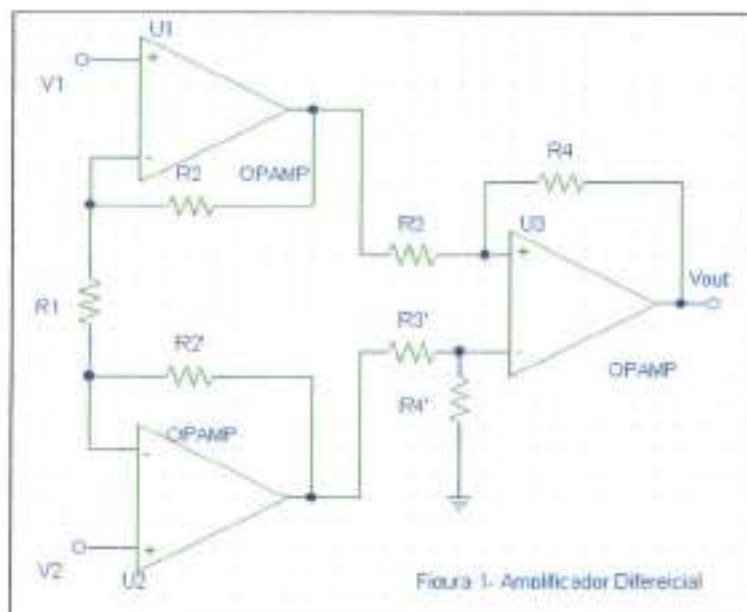 U1
V1
+
-
R2
OPAMP
R4
R3
U3
+
R1
Vout
R3'
R2'
-
OPAMP
R4'
OPAMP
-
+
V2
U2
Figura 1- Amplificador Difereicial